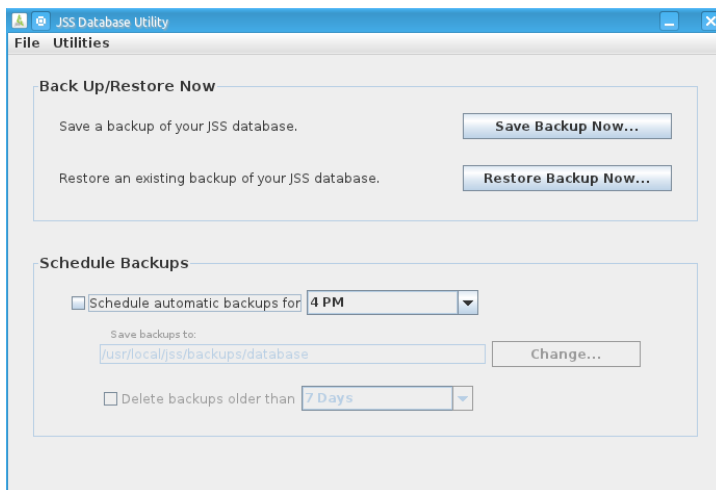 JSS Database Utility
File Utilities
Back Up/Restore Now
Save a backup of your JSS database.
Save Backup Now...
Restore an existing backup of your JSS database.
Restore Backup Now...
Schedule Backups
Schedule automatic backups for 4 PM
Save backups to:
/usr/local/jss/backups/database
Change...
Delete backups older than 7 Days